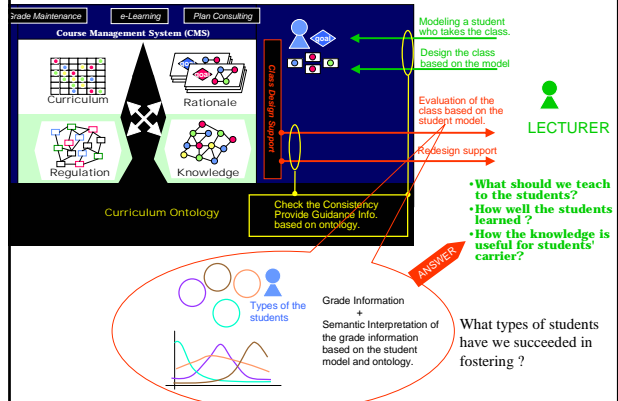 Grade Maintenance
e-Learning
Plan Consulting
Course Management System (CMS)
Curriculum
goal
Rationale
Regulation
Knowledge
Curriculum Ontology
Class Design Support
goal
Modeling a student
who takes the class.
Design the class
based on the model
Evaluation of the
class based on the
student model.
Redesign support
LECTURER
Check the Consistency
Provide Guidance Info.
based on ontology.
•What should we teach
to the students?
•How well the students
learned ?
•How the knowledge is
useful for students'
carrier?
ANSWER
Types of the
students
Grade Information
+
Semantic Interpretation of
the grade information
based on the student
model and ontology.
What types of students
have we succeeded in
fostering ?